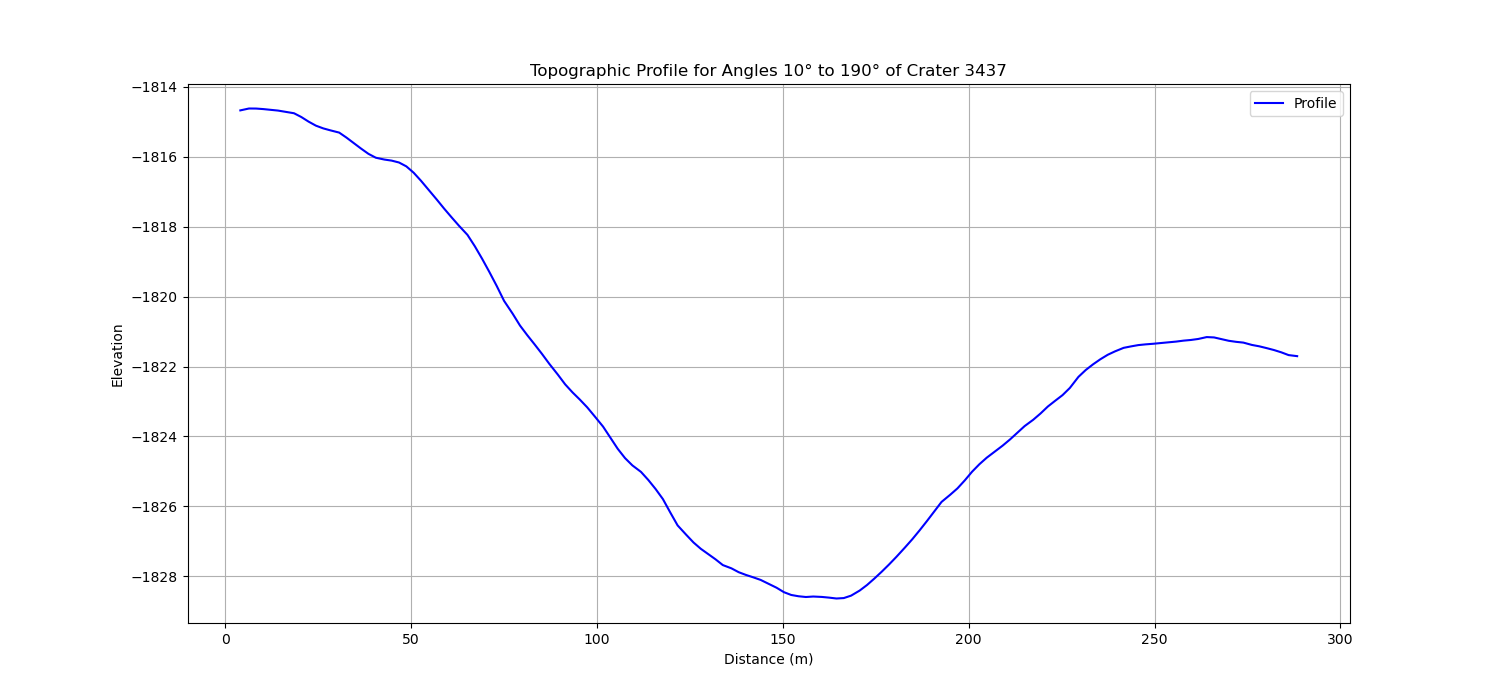 Topographic Profile for Angles 10° to 190° of Crater 3437
Profile
Elevation
−1814
−1816
−1818
−1820
−1822
−1824
−1826
−1828
0 50 100 150 200 250 300
Distance (m)